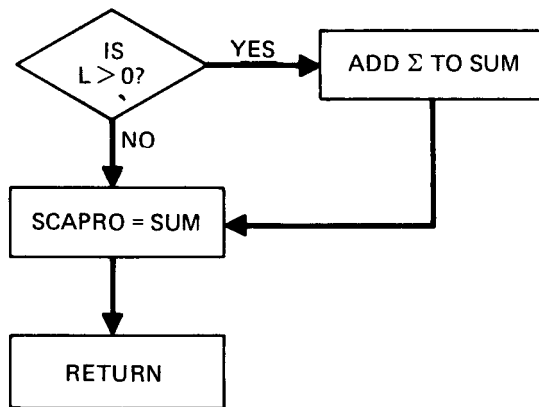 IS
L > 0?
YES
ADD Σ TO SUM
NO
SCAPRO = SUM
RETURN